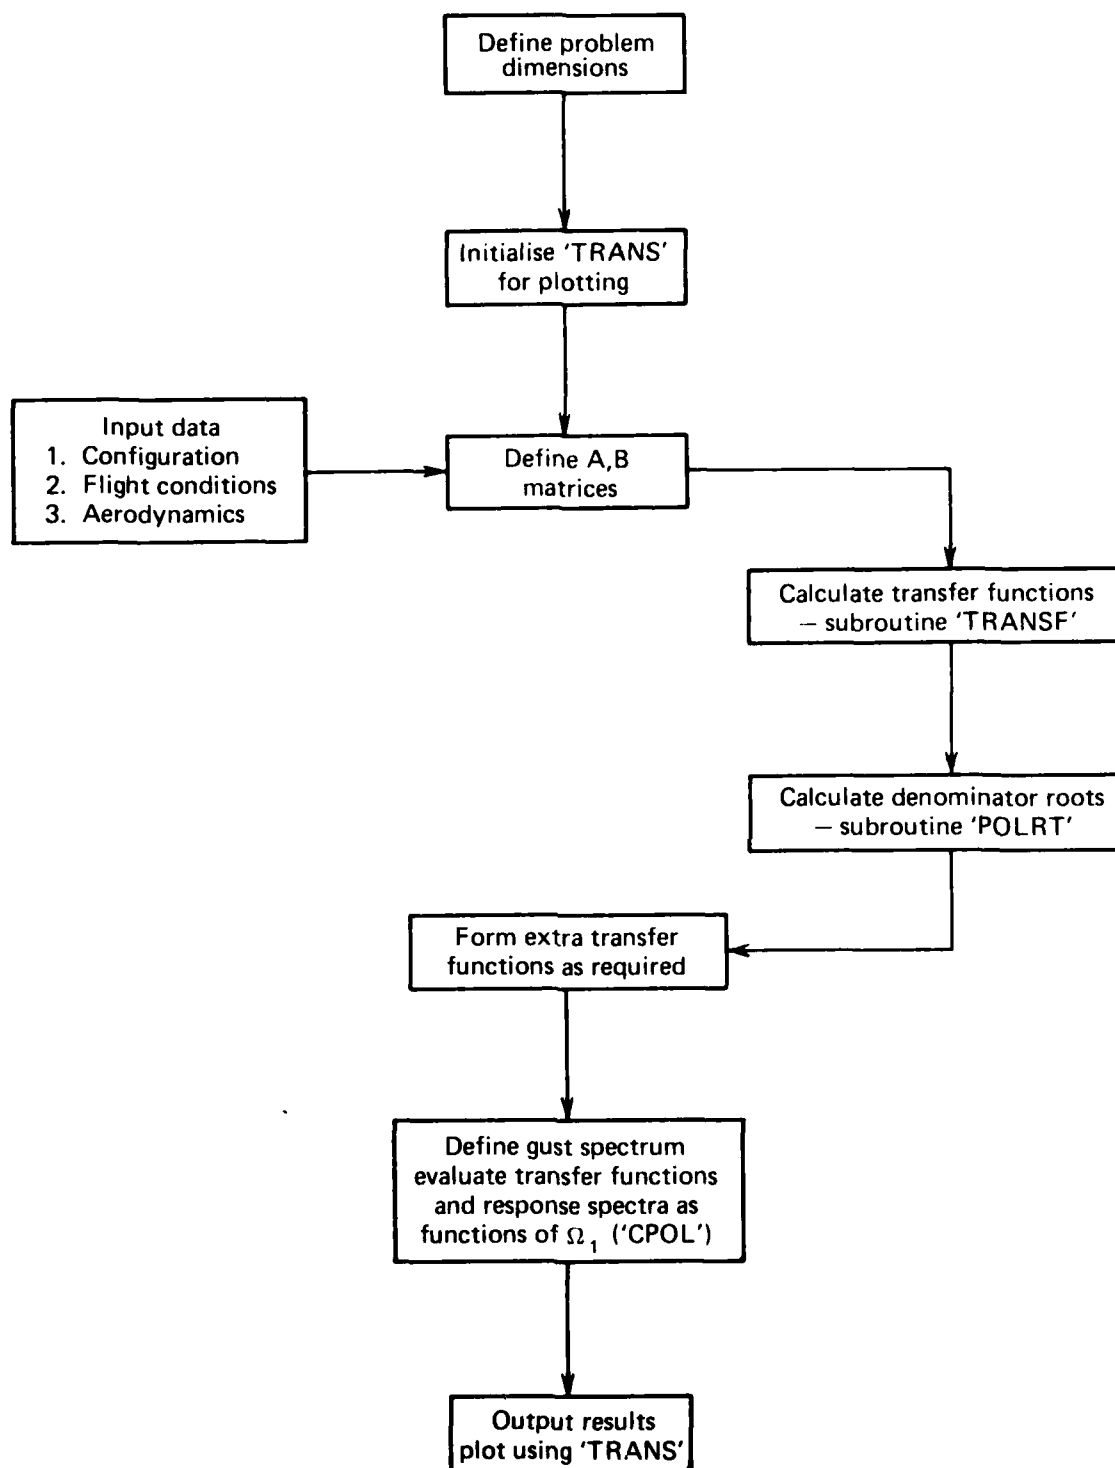 Define problem
dimensions
Initialise 'TRANS'
for plotting
Input data
1. Configuration
2. Flight conditions
3. Aerodynamics
Define A,B
matrices
Calculate transfer functions
– subroutine 'TRANSF'
Calculate denominator roots
– subroutine 'POLRT'
Form extra transfer
functions as required
Define gust spectrum
evaluate transfer functions
and response spectra as
functions of Ω₁ ('CPOL')
Output results
plot using 'TRANS'